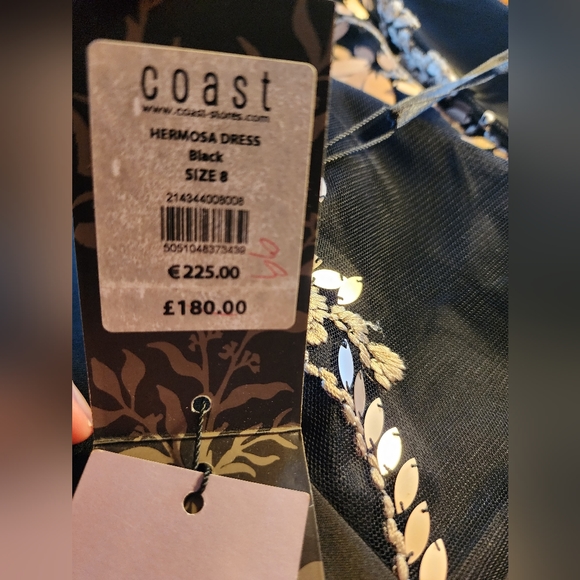 coast
www.coast-stores.com
HERMOSA DRESS
Black
SIZE 8
214344008008
5051048373439
€225.00
£180.00